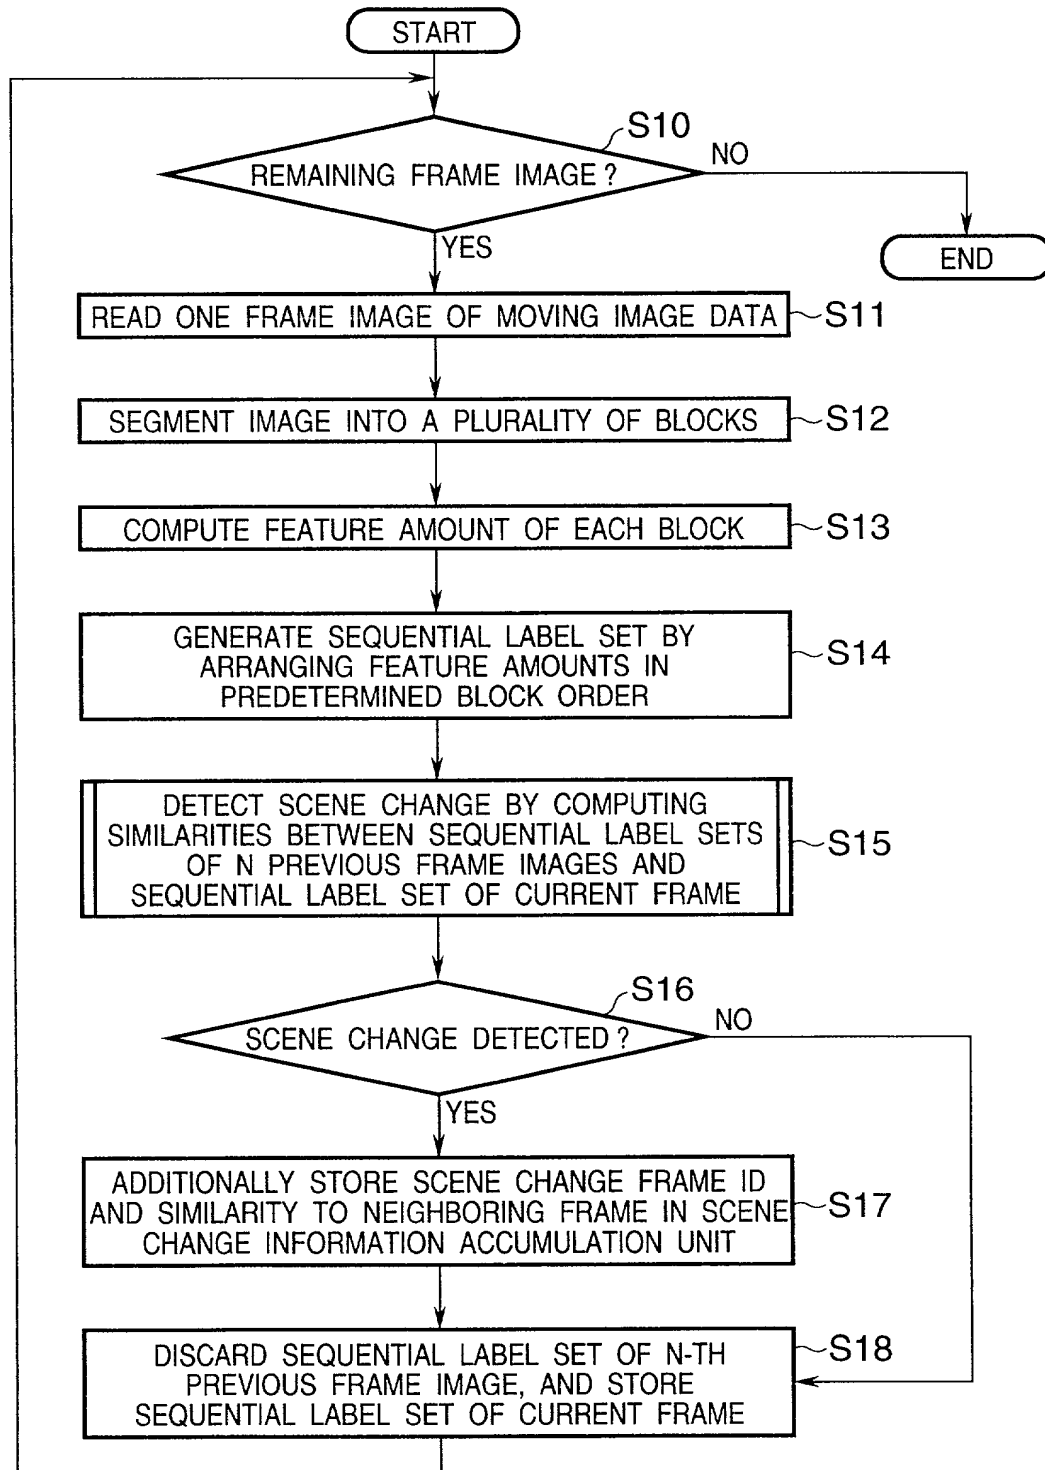 START
S10
REMAINING FRAME IMAGE ?
NO
YES
END
READ ONE FRAME IMAGE OF MOVING IMAGE DATA
S11
SEGMENT IMAGE INTO A PLURALITY OF BLOCKS
S12
COMPUTE FEATURE AMOUNT OF EACH BLOCK
S13
GENERATE SEQUENTIAL LABEL SET BY
ARRANGING FEATURE AMOUNTS IN
PREDETERMINED BLOCK ORDER
S14
DETECT SCENE CHANGE BY COMPUTING
SIMILARITIES BETWEEN SEQUENTIAL LABEL SETS
OF N PREVIOUS FRAME IMAGES AND
SEQUENTIAL LABEL SET OF CURRENT FRAME
S15
S16
SCENE CHANGE DETECTED ?
NO
YES
ADDITIONALLY STORE SCENE CHANGE FRAME ID
AND SIMILARITY TO NEIGHBORING FRAME IN SCENE
CHANGE INFORMATION ACCUMULATION UNIT
S17
DISCARD SEQUENTIAL LABEL SET OF N-TH
PREVIOUS FRAME IMAGE, AND STORE
SEQUENTIAL LABEL SET OF CURRENT FRAME
S18